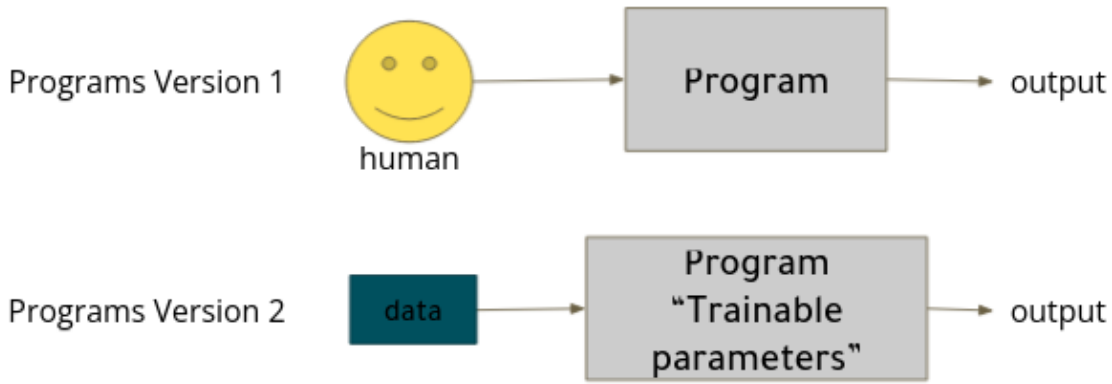 Programs Version 1
human
Program
output
Programs Version 2
data
Program
“Trainable
parameters”
output